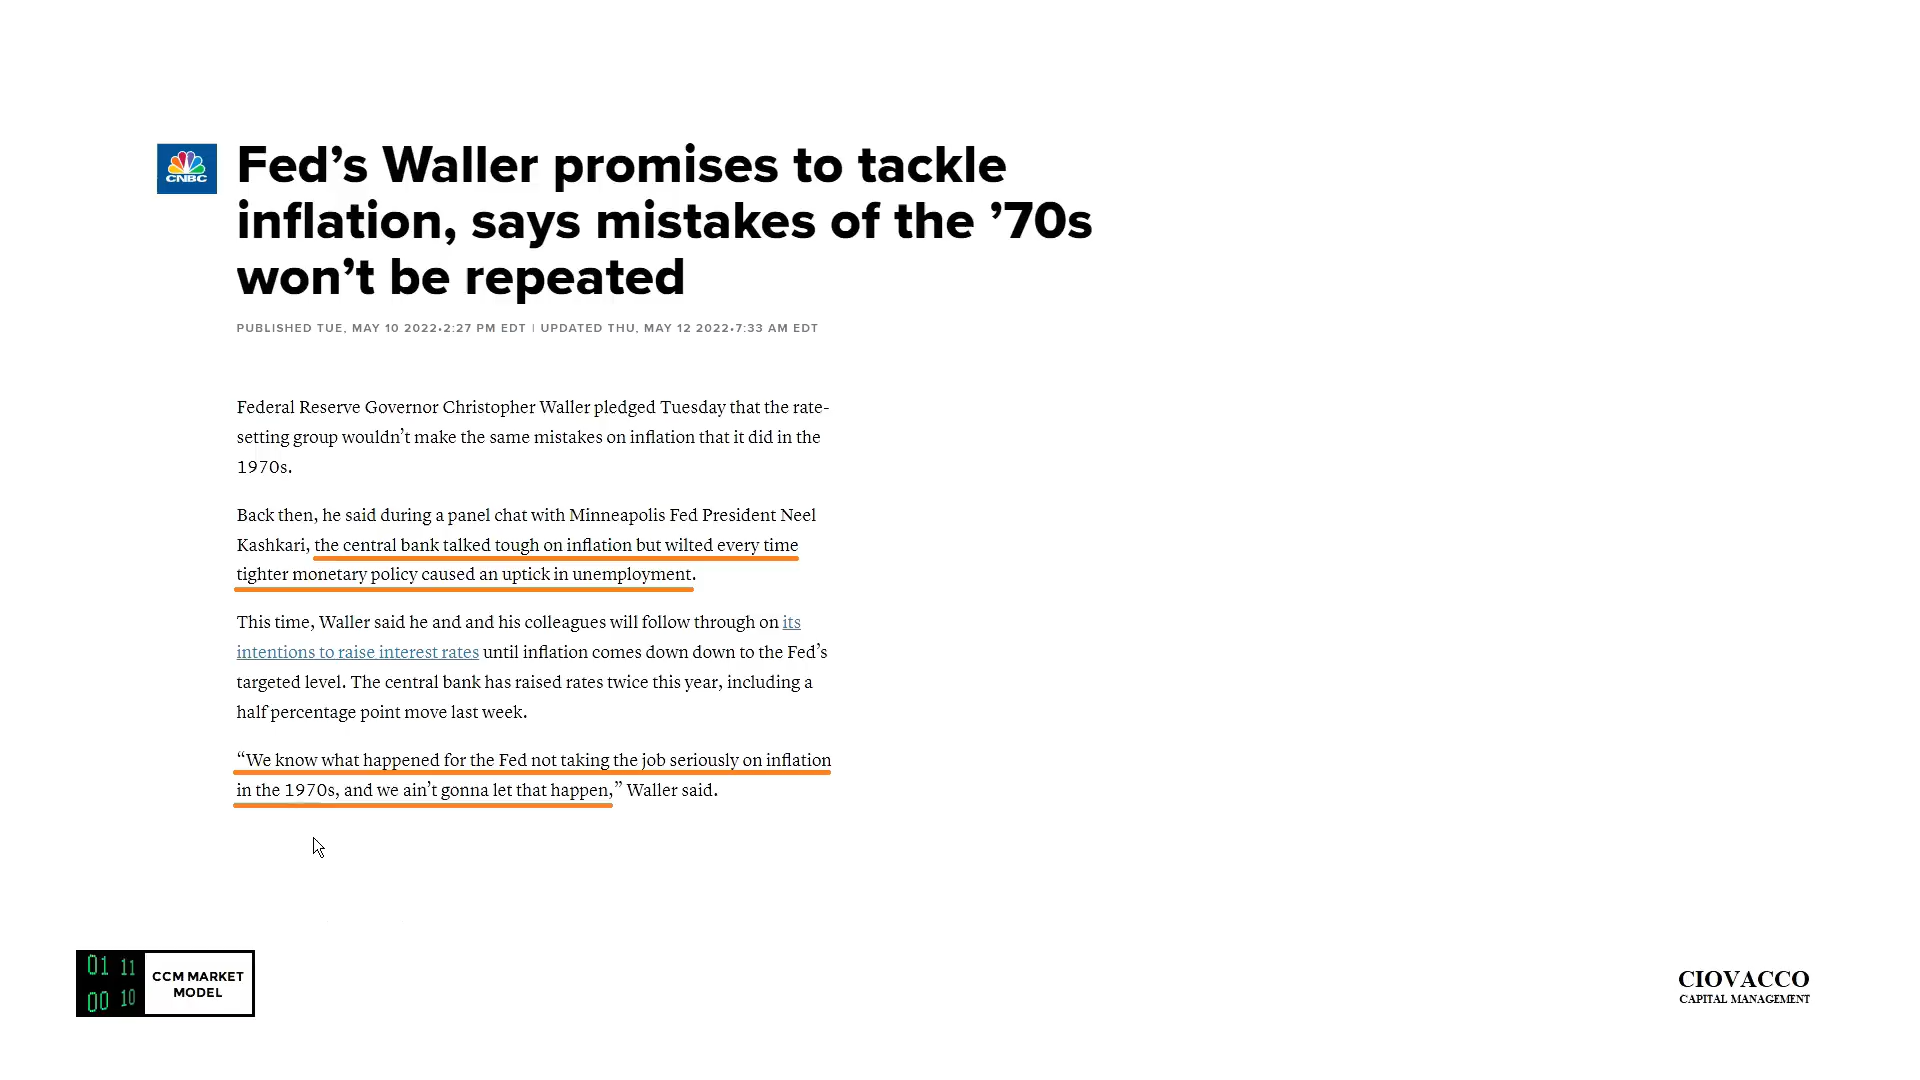 CNBC
Fed’s Waller promises to tackle
inflation, says mistakes of the ’70s
won’t be repeated
PUBLISHED TUE, MAY 10 2022•2:27 PM EDT | UPDATED THU, MAY 12 2022•7:33 AM EDT
Federal Reserve Governor Christopher Waller pledged Tuesday that the rate-
setting group wouldn’t make the same mistakes on inflation that it did in the
1970s.
Back then, he said during a panel chat with Minneapolis Fed President Neel
Kashkari, the central bank talked tough on inflation but wilted every time
tighter monetary policy caused an uptick in unemployment.
This time, Waller said he and and his colleagues will follow through on its
intentions to raise interest rates until inflation comes down down to the Fed’s
targeted level. The central bank has raised rates twice this year, including a
half percentage point move last week.
“We know what happened for the Fed not taking the job seriously on inflation
in the 1970s, and we ain’t gonna let that happen,” Waller said.
01 11
00 10
CCM MARKET
MODEL
CIOVACCO
CAPITAL MANAGEMENT